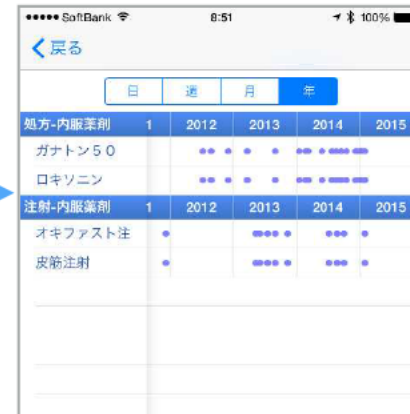 SoftBank 8:51 100%
戻る
日 週 月 年
処方-内服薬剤 1 2012 2013 2014 2015
ガナトン50
ロキソニン
注射-内服薬剤 1 2012 2013 2014 2015
オキファスト注
皮筋注射